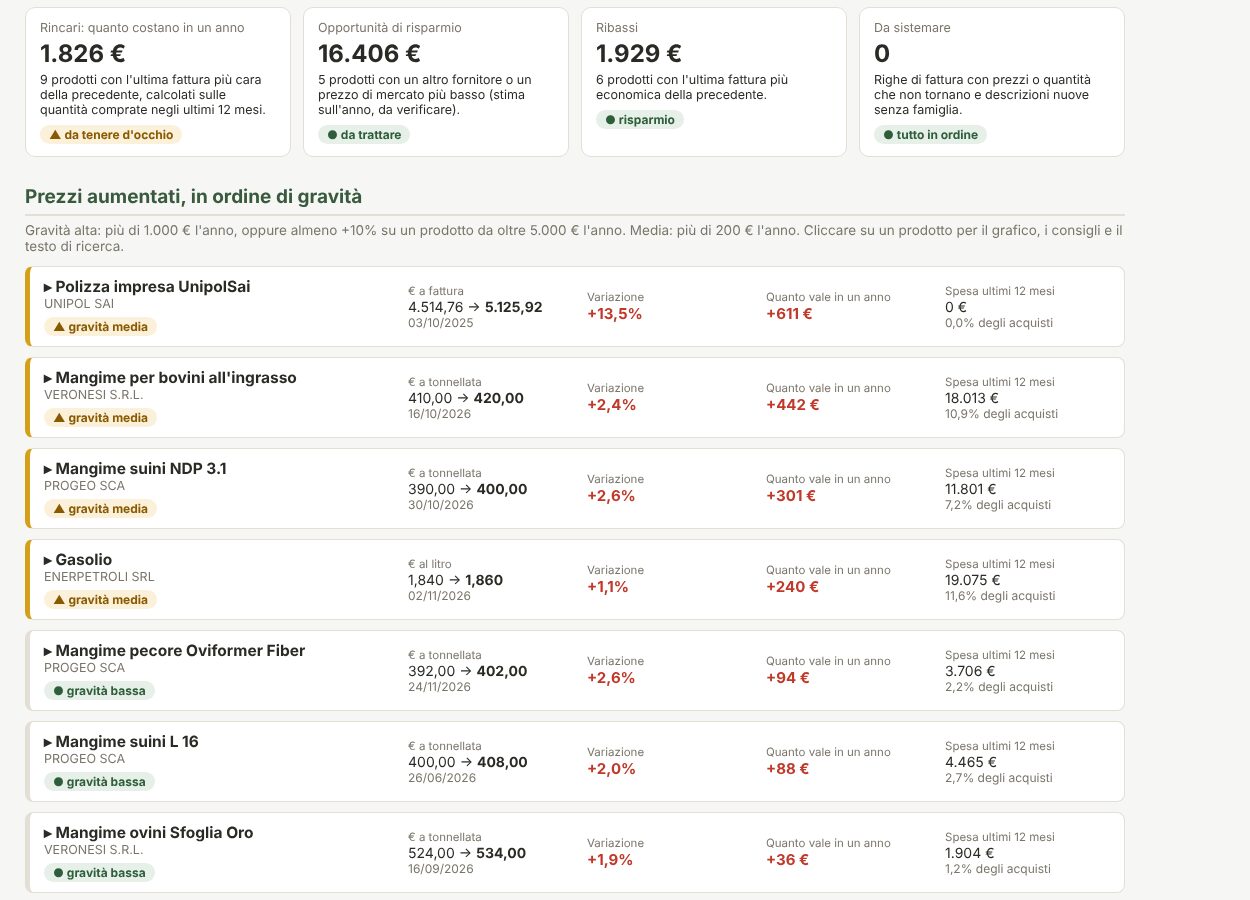 Rincari: quanto costano in un anno
1.826 €
9 prodotti con l'ultima fattura più cara
della precedente, calcolati sulle
quantità comprate negli ultimi 12 mesi.
▲ da tenere d'occhio
Opportunità di risparmio
16.406 €
5 prodotti con un altro fornitore o un
prezzo di mercato più basso (stima
sull'anno, da verificare).
● da trattare
Ribassi
1.929 €
6 prodotti con l'ultima fattura più
economica della precedente.
● risparmio
Da sistemare
0
Righe di fattura con prezzi o quantità
che non tornano e descrizioni nuove
senza famiglia.
● tutto in ordine
Prezzi aumentati, in ordine di gravità
Gravità alta: più di 1.000 € l'anno, oppure almeno +10% su un prodotto da oltre 5.000 € l'anno. Media: più di 200 € l'anno. Cliccare su un prodotto per il grafico, i consigli e il
testo di ricerca.
▸ Polizza impresa UnipolSai
UNIPOL SAI
▲ gravità media
€ a fattura
4.514,76 → 5.125,92
03/10/2025
Variazione
+13,5%
Quanto vale in un anno
+611 €
Spesa ultimi 12 mesi
0 €
0,0% degli acquisti
▸ Mangime per bovini all'ingrasso
VERONESI S.R.L.
▲ gravità media
€ a tonnellata
410,00 → 420,00
16/10/2026
Variazione
+2,4%
Quanto vale in un anno
+442 €
Spesa ultimi 12 mesi
18.013 €
10,9% degli acquisti
▸ Mangime suini NDP 3.1
PROGEO SCA
▲ gravità media
€ a tonnellata
390,00 → 400,00
30/10/2026
Variazione
+2,6%
Quanto vale in un anno
+301 €
Spesa ultimi 12 mesi
11.801 €
7,2% degli acquisti
▸ Gasolio
ENERPETROLI SRL
▲ gravità media
€ al litro
1,840 → 1,860
02/11/2026
Variazione
+1,1%
Quanto vale in un anno
+240 €
Spesa ultimi 12 mesi
19.075 €
11,6% degli acquisti
▸ Mangime pecore Oviformer Fiber
PROGEO SCA
● gravità bassa
€ a tonnellata
392,00 → 402,00
24/11/2026
Variazione
+2,6%
Quanto vale in un anno
+94 €
Spesa ultimi 12 mesi
3.706 €
2,2% degli acquisti
▸ Mangime suini L 16
PROGEO SCA
● gravità bassa
€ a tonnellata
400,00 → 408,00
26/06/2026
Variazione
+2,0%
Quanto vale in un anno
+88 €
Spesa ultimi 12 mesi
4.465 €
2,7% degli acquisti
▸ Mangime ovini Sfoglia Oro
VERONESI S.R.L.
● gravità bassa
€ a tonnellata
524,00 → 534,00
16/09/2026
Variazione
+1,9%
Quanto vale in un anno
+36 €
Spesa ultimi 12 mesi
1.904 €
1,2% degli acquisti